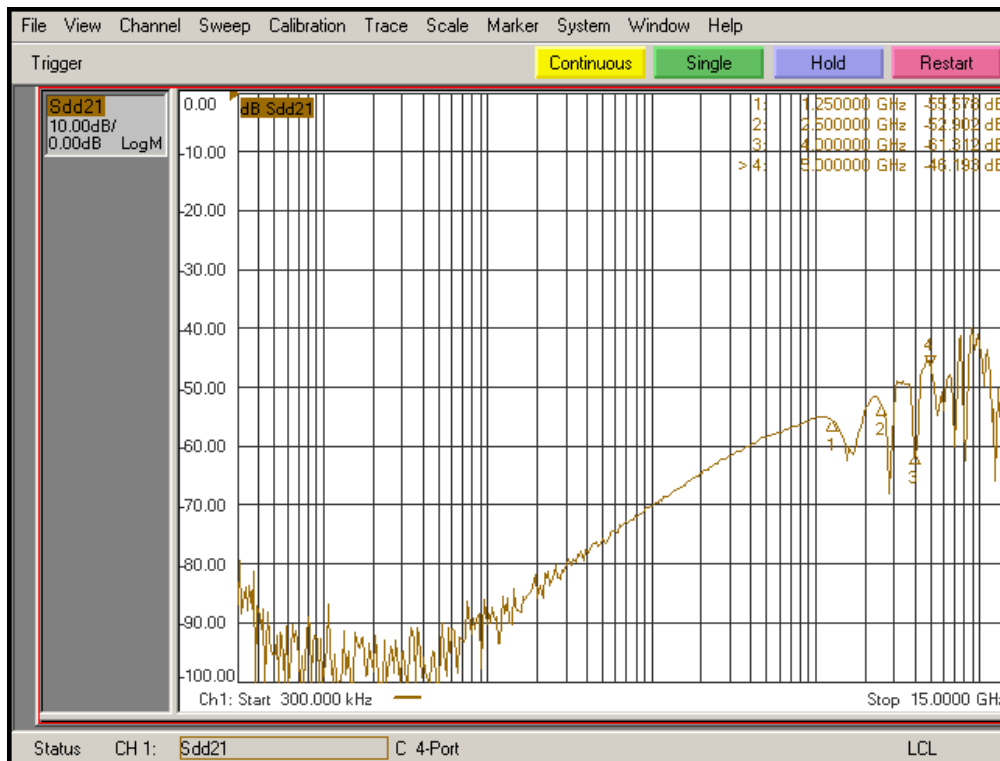 File View Channel Sweep Calibration Trace Scale Marker System Window Help
Trigger
Continuous Single Hold Restart
Sdd21
10.00dB/
0.00dB LogM
dB Sdd21
1: 1.250000 GHz -55.578 dB
2: 2.500000 GHz -52.902 dB
3: 4.000000 GHz -61.312 dB
> 4: 5.000000 GHz -46.193 dB
0.00
-10.00
-20.00
-30.00
-40.00
-50.00
-60.00
-70.00
-80.00
-90.00
-100.00
4
1
2
3
Ch1: Start 300.000 kHz
Stop 15.0000 GHz
Status CH 1: Sdd21 C 4-Port LCL